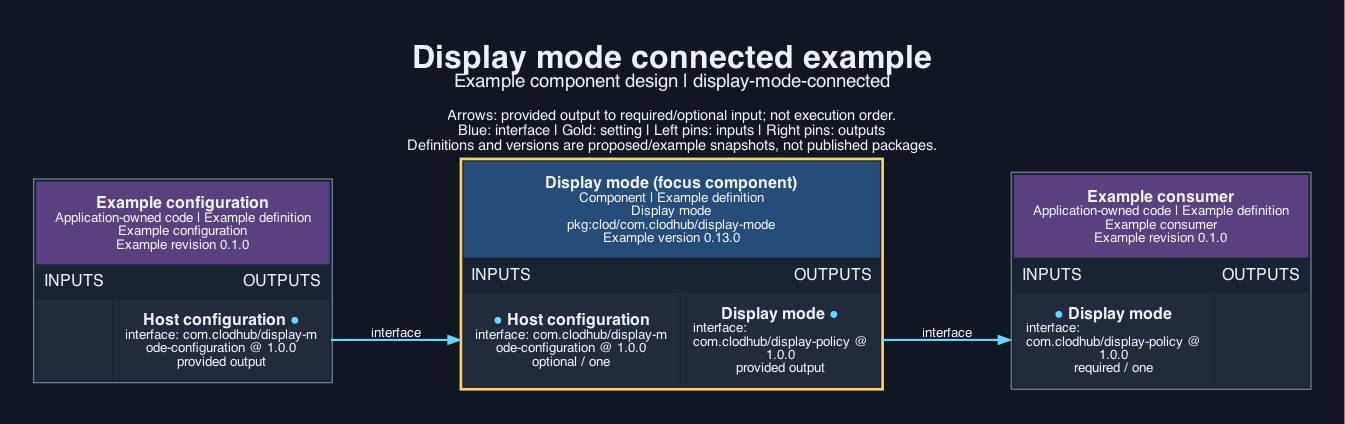 Display mode connected example
Example component design | display-mode-connected
Arrows: provided output to required/optional input; not execution order.
Blue: interface | Gold: setting | Left pins: inputs | Right pins: outputs
Definitions and versions are proposed/example snapshots, not published packages.
Example configuration
Application-owned code | Example definition
Example configuration
Example revision 0.1.0
INPUTS
OUTPUTS
Host configuration
interface: com.clodhub/display-m
ode-configuration @ 1.0.0
provided output
interface
Display mode (focus component)
Component | Example definition
Display mode
pkg:clod/com.clodhub/display-mode
Example version 0.13.0
INPUTS
OUTPUTS
Host configuration
interface: com.clodhub/display-m
ode-configuration @ 1.0.0
optional / one
Display mode
interface:
com.clodhub/display-policy @
1.0.0
provided output
interface
Example consumer
Application-owned code | Example definition
Example consumer
Example revision 0.1.0
INPUTS
OUTPUTS
Display mode
interface:
com.clodhub/display-policy @
1.0.0
required / one